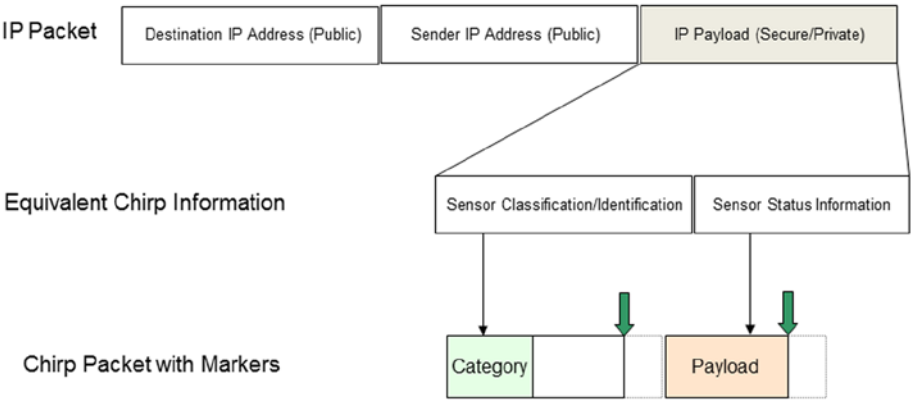 IP Packet
Destination IP Address (Public)
Sender IP Address (Public)
IP Payload (Secure/Private)
Equivalent Chirp Information
Sensor Classification/Identification
Sensor Status Information
Chirp Packet with Markers
Category
Payload